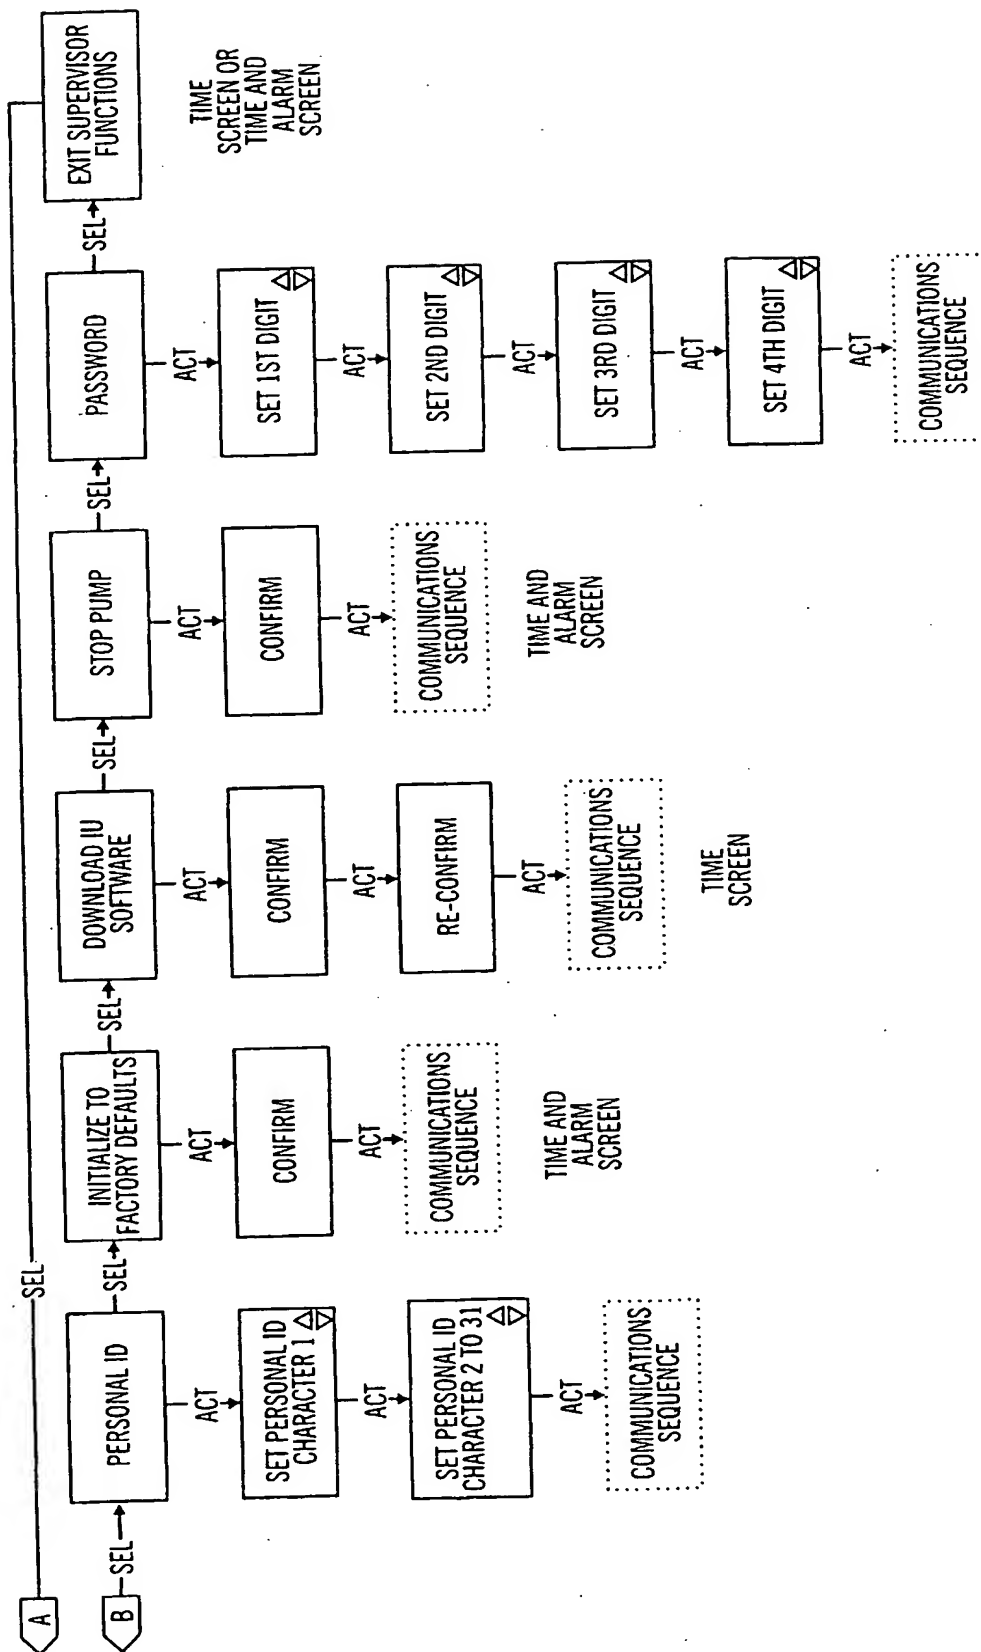 A
SEL
B
SEL
PERSONAL ID
ACT
SET PERSONAL ID
CHARACTER 1
ACT
SET PERSONAL ID
CHARACTER 2 TO 31
ACT
COMMUNICATIONS
SEQUENCE
SEL
INITIALIZE TO
FACTORY DEFAULTS
ACT
CONFIRM
ACT
COMMUNICATIONS
SEQUENCE
TIME AND
ALARM
SCREEN
SEL
DOWNLOAD IU
SOFTWARE
ACT
CONFIRM
ACT
RE-CONFIRM
ACT
COMMUNICATIONS
SEQUENCE
TIME
SCREEN
SEL
STOP PUMP
ACT
CONFIRM
ACT
COMMUNICATIONS
SEQUENCE
TIME AND
ALARM
SCREEN
SEL
PASSWORD
ACT
SET 1ST DIGIT
ACT
SET 2ND DIGIT
ACT
SET 3RD DIGIT
ACT
SET 4TH DIGIT
ACT
COMMUNICATIONS
SEQUENCE
SEL
EXIT SUPERVISOR
FUNCTIONS
TIME
SCREEN OR
TIME AND
ALARM
SCREEN